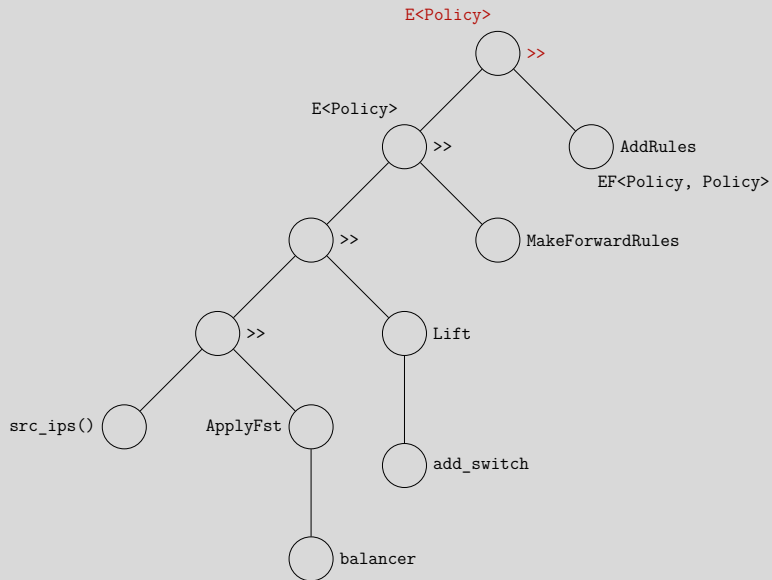 E<Policy>
>>
E<Policy>
>>
AddRules
EF<Policy, Policy>
>>
MakeForwardRules
>>
Lift
src_ips()
ApplyFst
add_switch
balancer